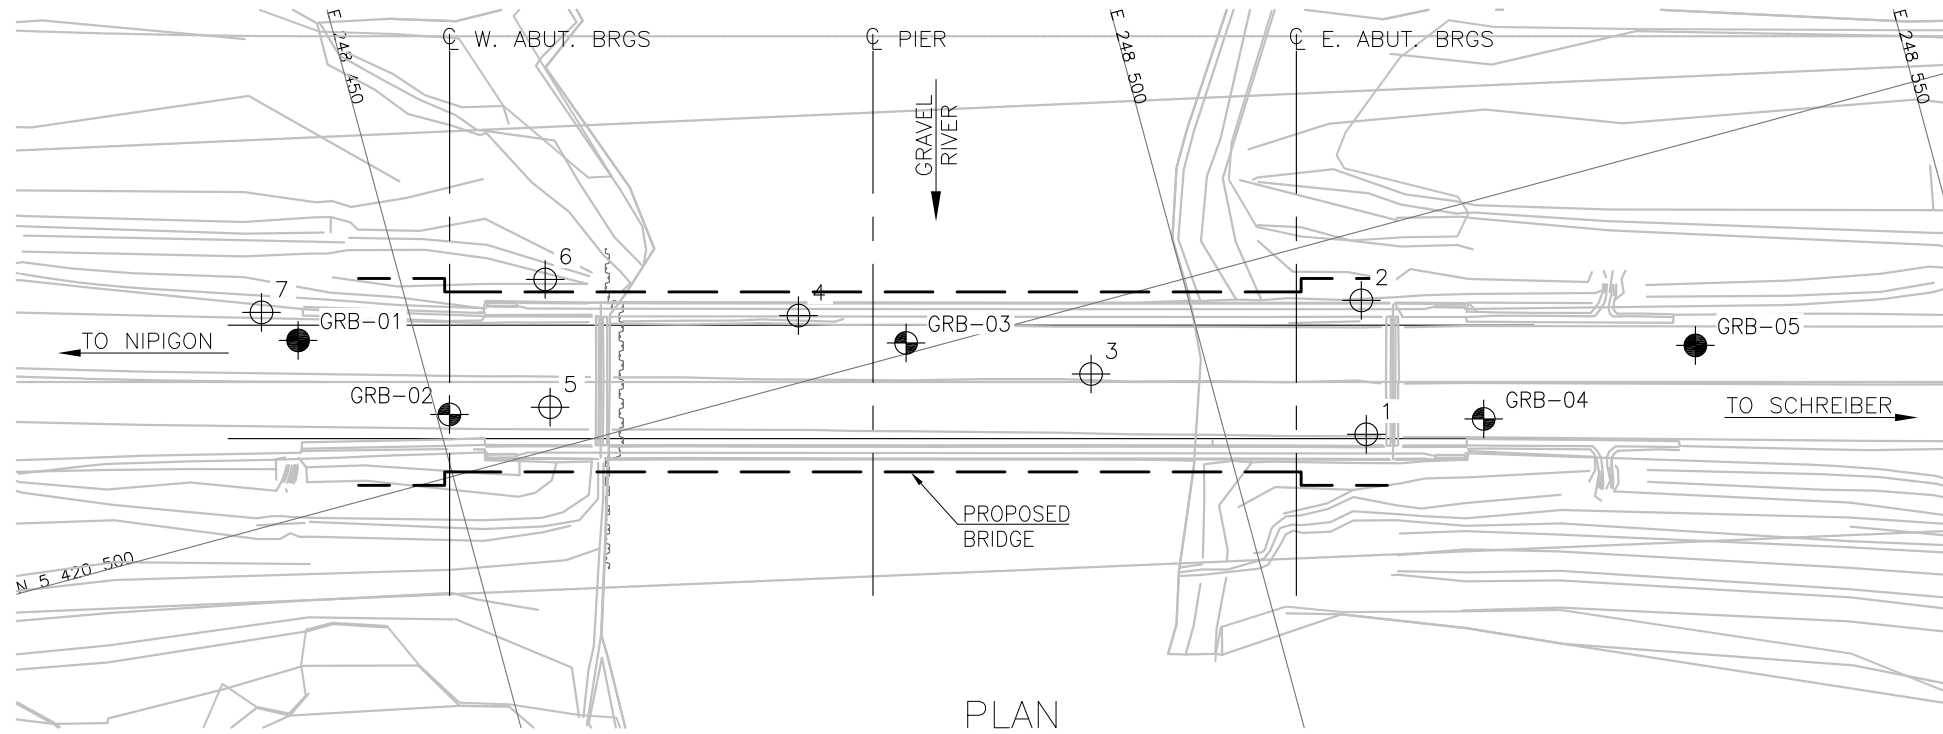 E 248 450
℄ W. ABUT. BRGS
℄ PIER
E 248 500
℄ E. ABUT. BRGS
E 248 550
GRAVEL
RIVER
6
7
4
2
GRB-01
GRB-03
GRB-05
TO NIPIGON
3
5
GRB-02
1
GRB-04
TO SCHREIBER
PROPOSED
BRIDGE
N 5 420 500
PLAN